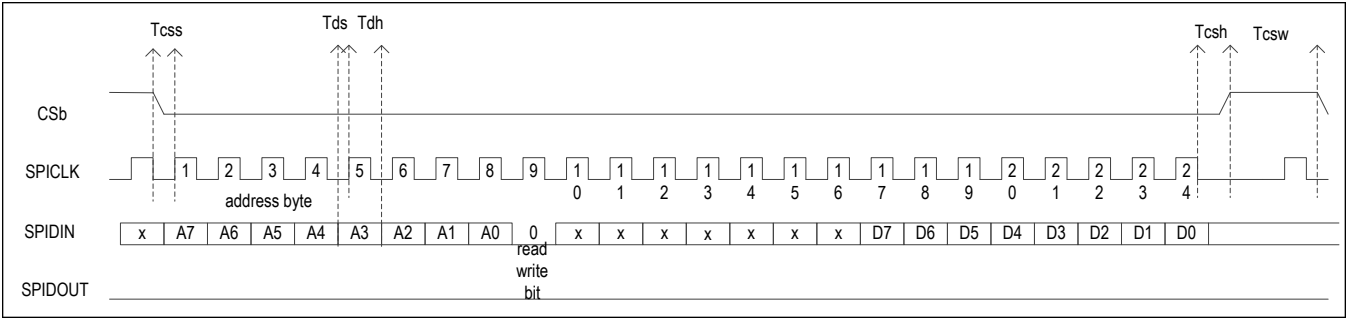 Tcss Tds Tdh Tcsh Tcsw
CSb
SPICLK 1 2 3 4 5 6 7 8 9 1 1 1 1 1 1 1 1 1 1 2 2 2 2 2
0 1 2 3 4 5 6 7 8 9 0 1 2 3 4
address byte
SPIDIN x A7 A6 A5 A4 A3 A2 A1 A0 0 x x x x x x x D7 D6 D5 D4 D3 D2 D1 D0
read
write
bit
SPIDOUT